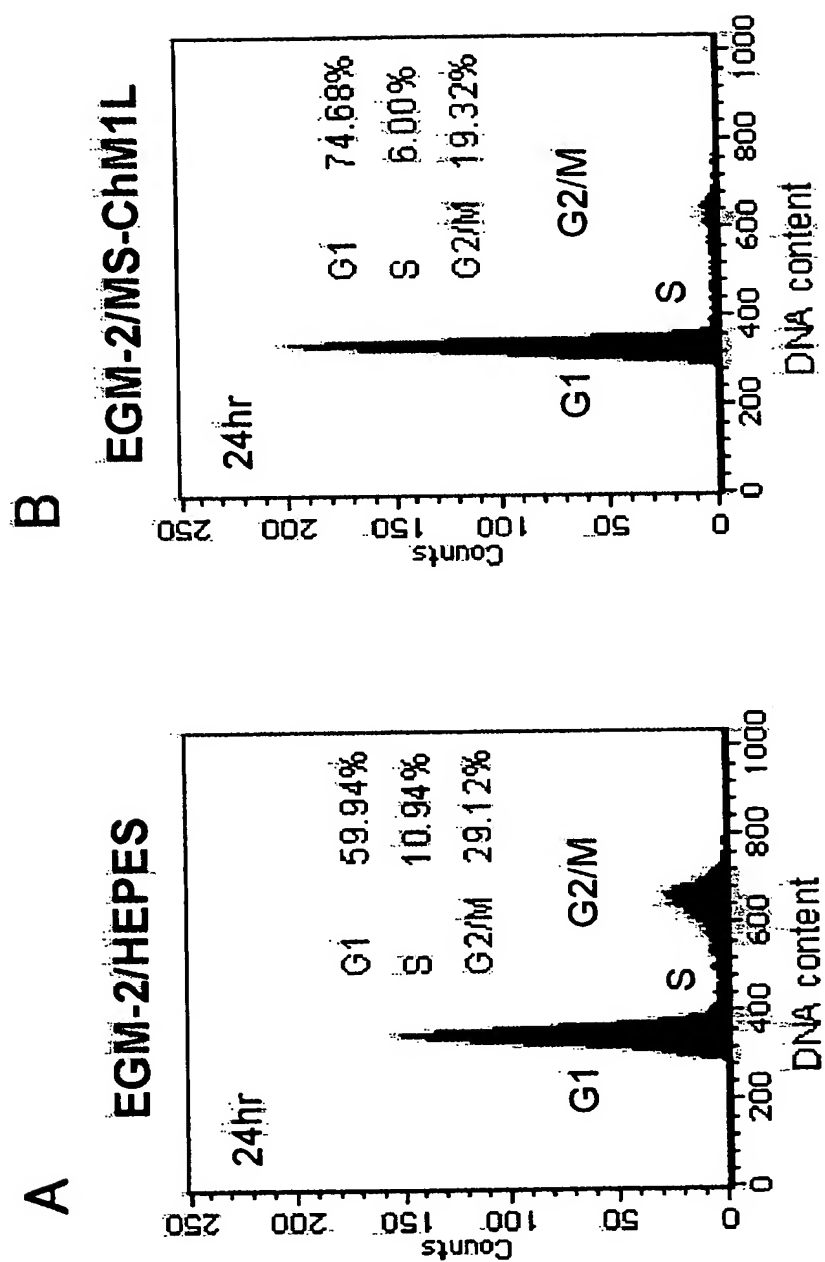 A
EGM-2/HEPES
24hr
G1 59.94%
S 10.94%
G2/M 29.12%
G1
S
G2/M
250
200
150
100
50
0
Counts
0
200
400
600
800
1000
DNA content
B
EGM-2/MS-ChM1L
24hr
G1 74.68%
S 6.00%
G2/M 19.32%
G1
S
G2/M
250
200
150
100
50
0
Counts
0
200
400
600
800
1000
DNA content